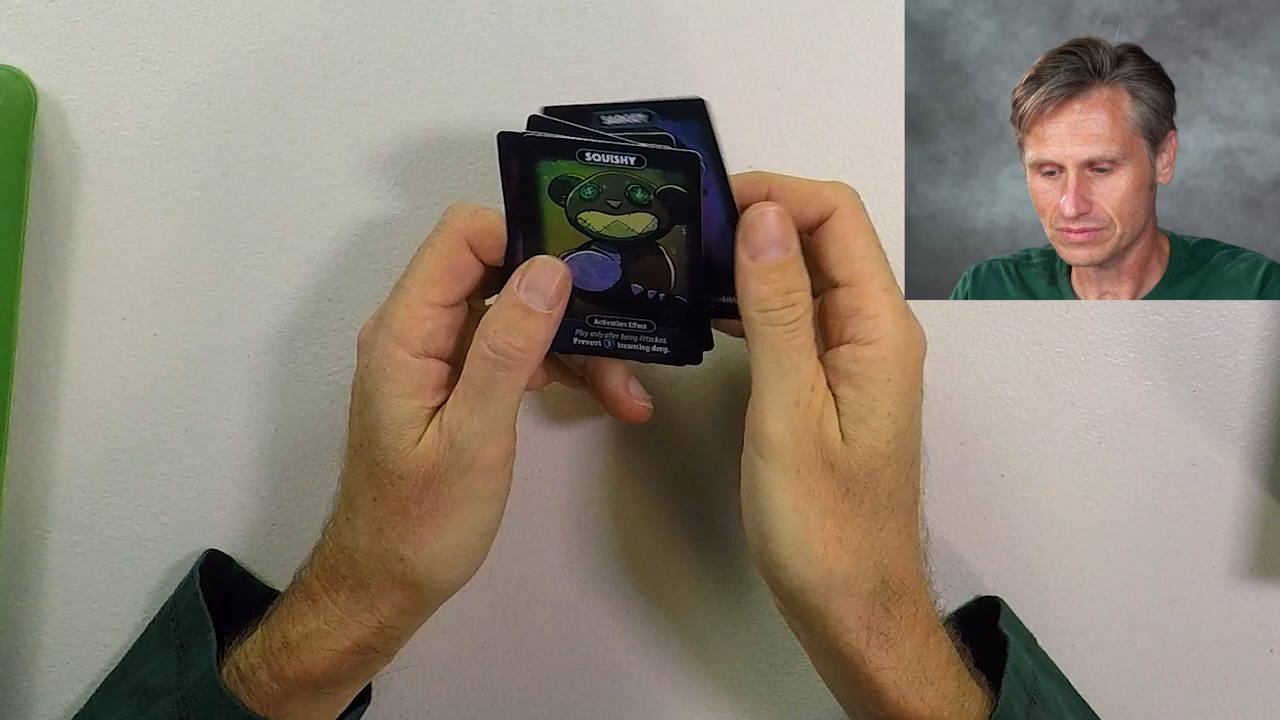 SQUISHY
Activation Effect
Play only after being attacked.
Prevent 3 incoming dmg.